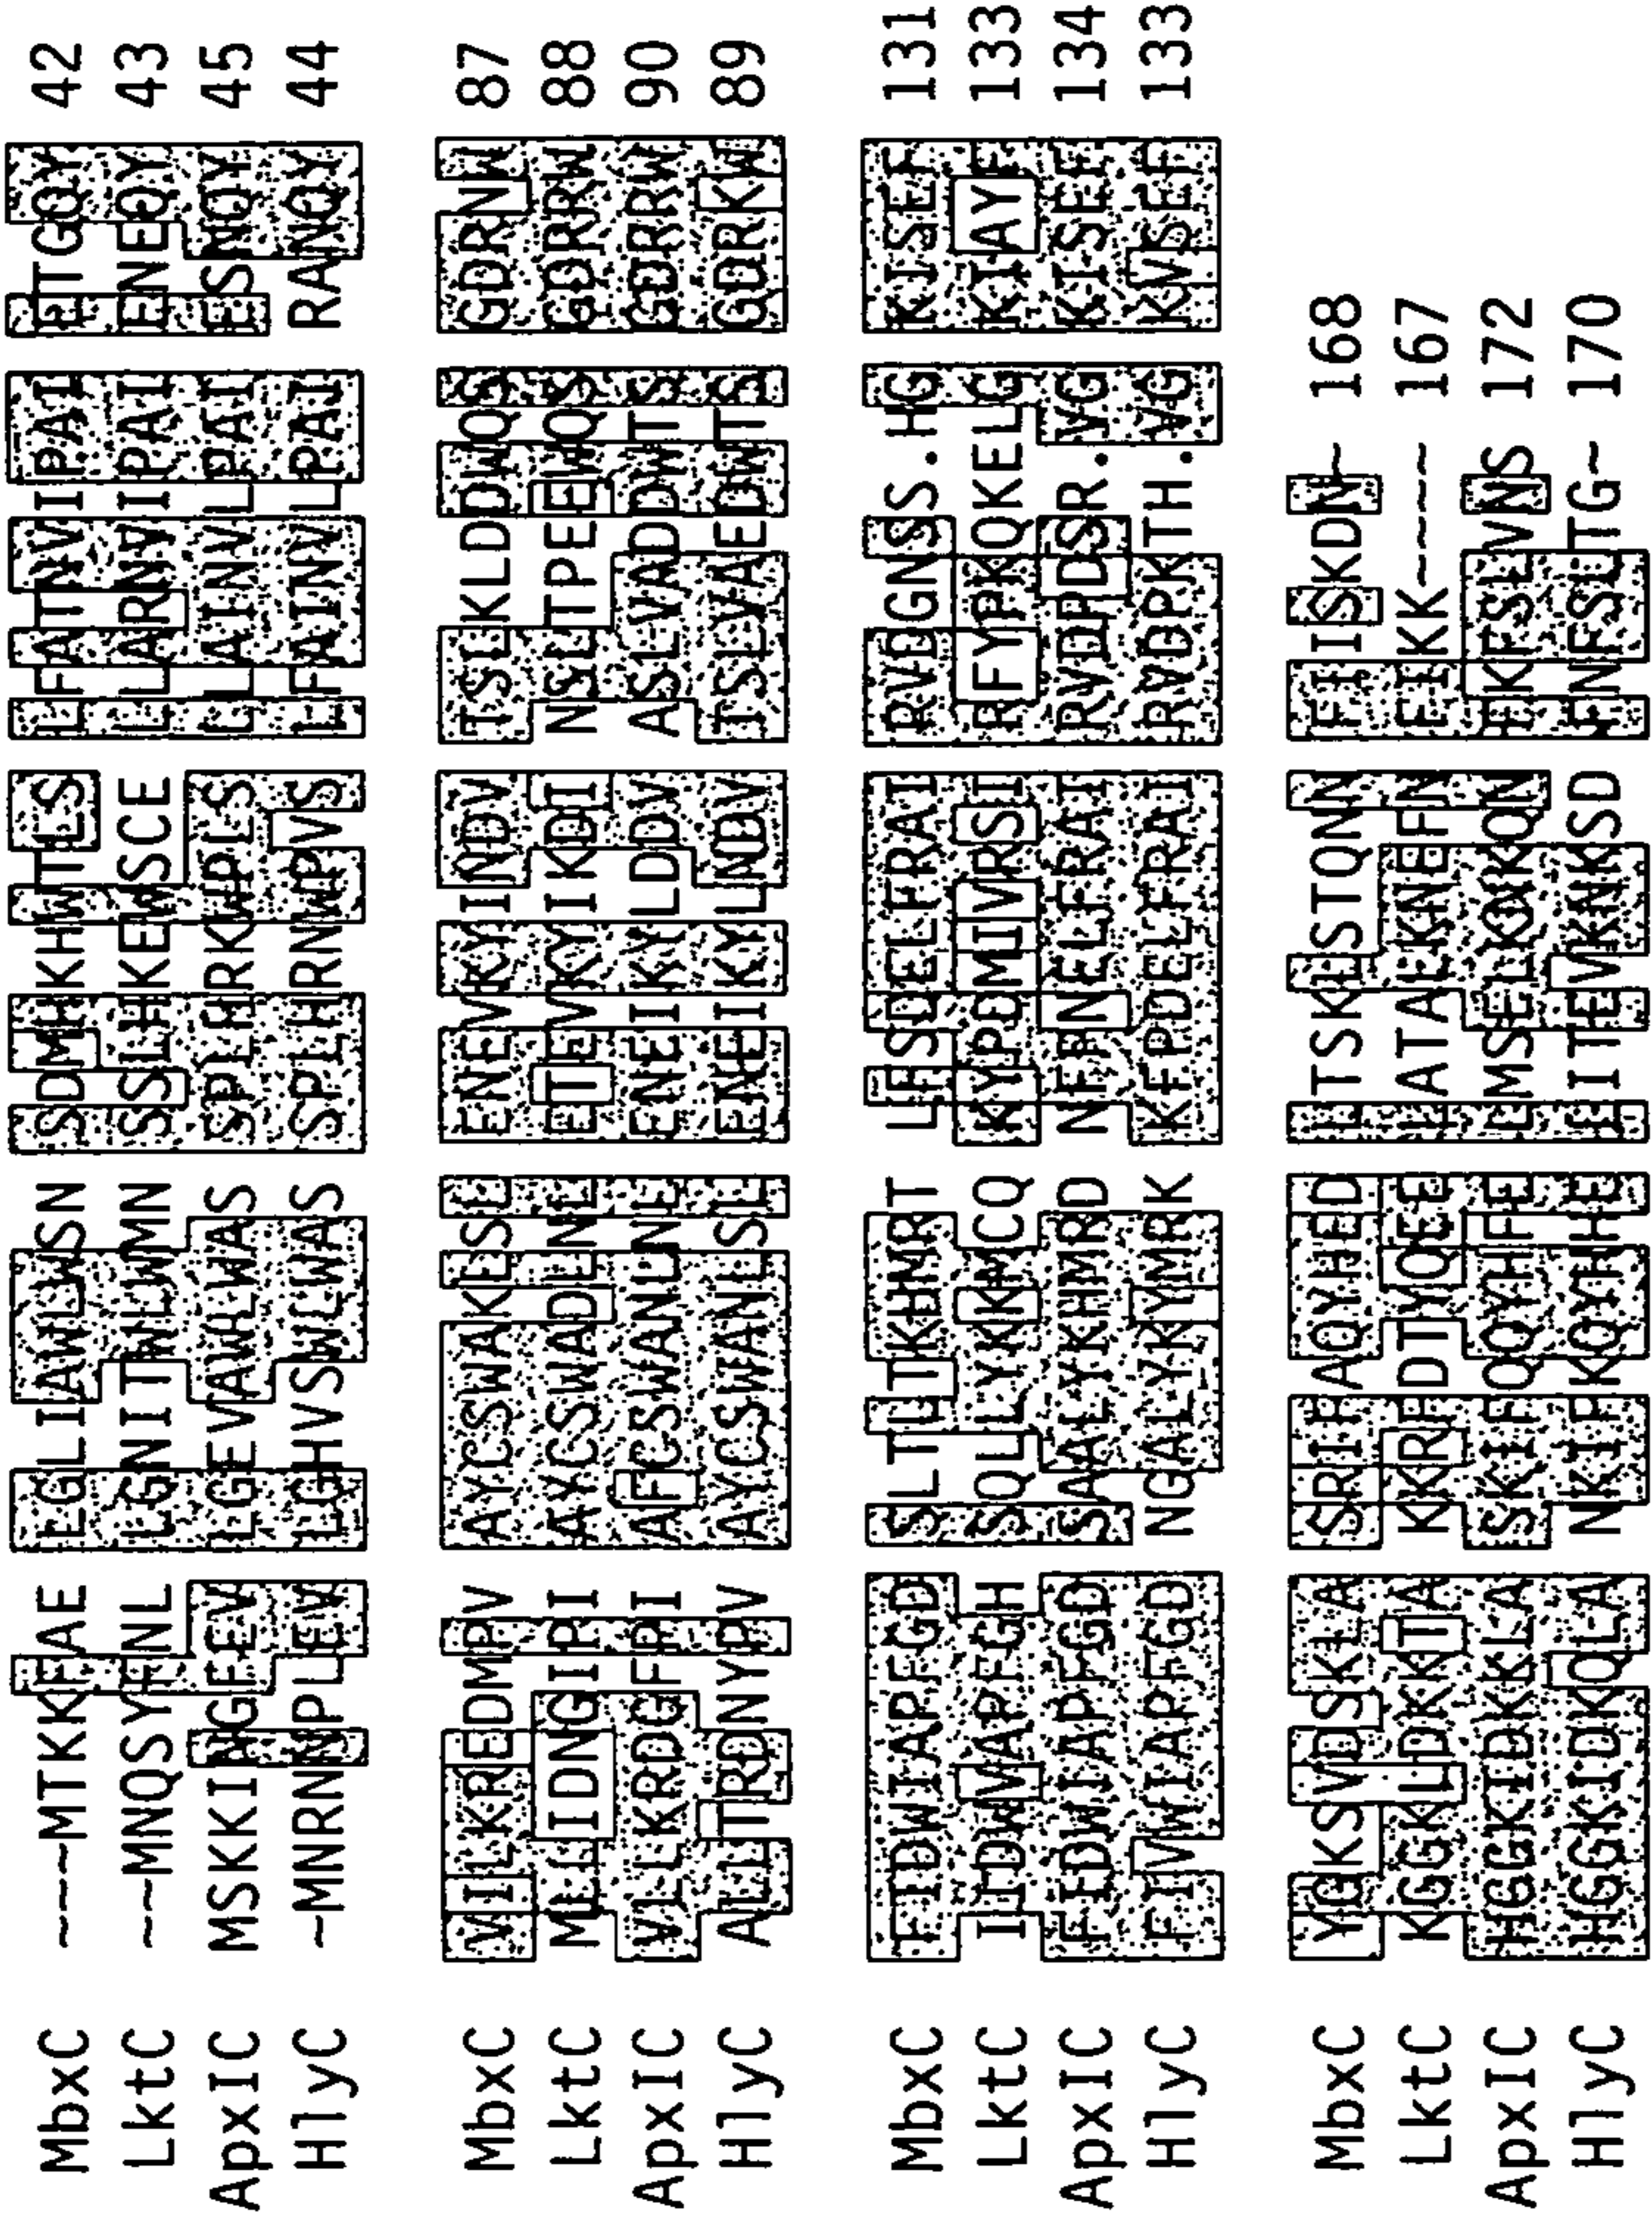 MbxC ~~~MTKKFAE EGLIAWLWSN SDMHKHWTLS LFATNVIPAI ETGQY 42
LktC ~~MNQSYFNL LGNITWLWMN SSLHKEWSCE LLARNVIPAI ENEQY 43
ApxIC MSKKINGFEV LGEVAWLWAS SPLHRKWPLS LLAINVLPAI ESNQY 45
HlyC ~MNRNNPLEV LGHVSWLWAS SPLHRNWPVS LFAINVLPAI RANQY 44
MbxC VILKREDMPV AYCSWAKLSL ENEVKYINDV TSLKLDDWQG GDRNW 87
LktC MLLIDNGIPI AYCSWADLNL ETEVKYIKDI NSLTPEEWQS GDRRW 88
ApxIC VLLKRDGFPI AFCSWANLNL ENEIKYLDDV ASLVADDWTS GDRRW 90
HlyC ALLTRDNYPV AYCSWANLSL ENEIKYLNDV TSLVAEDWTS GDRKW 89
MbxC FIDWIAPFGD SLTLTKHMRT LFSDELFRAI RVDGNSS.HG KISEF 131
LktC ILDWVAPFGH SQLLYKKMCQ KYPDMIVRSI RFYPKQKELG KIAYF 133
ApxIC FIDWIAPFGD SAALYKHMRD NFPNELFRAI RVDPDSR.VG KISEF 134
HlyC FIVWIAPFGD NGALYKYMRK KFPDELFRAI RVDPKTH.VG KVSEF 133
MbxC YGKSVDSKLA SRIFAQYHED LTSKLSTQNN FIISKDN~ 168
LktC KGGKLDKKTA KKRFDTYQEE LATALKNEFN FIKK~~~~ 167
ApxIC HGGKIDKKLA SKIFQQYHFE LMSELKNKQN FKFSLVNS 172
HlyC HGGKIDKQLA NKIFKQYHHE LITEVKNKSD FNFSLTG~ 170